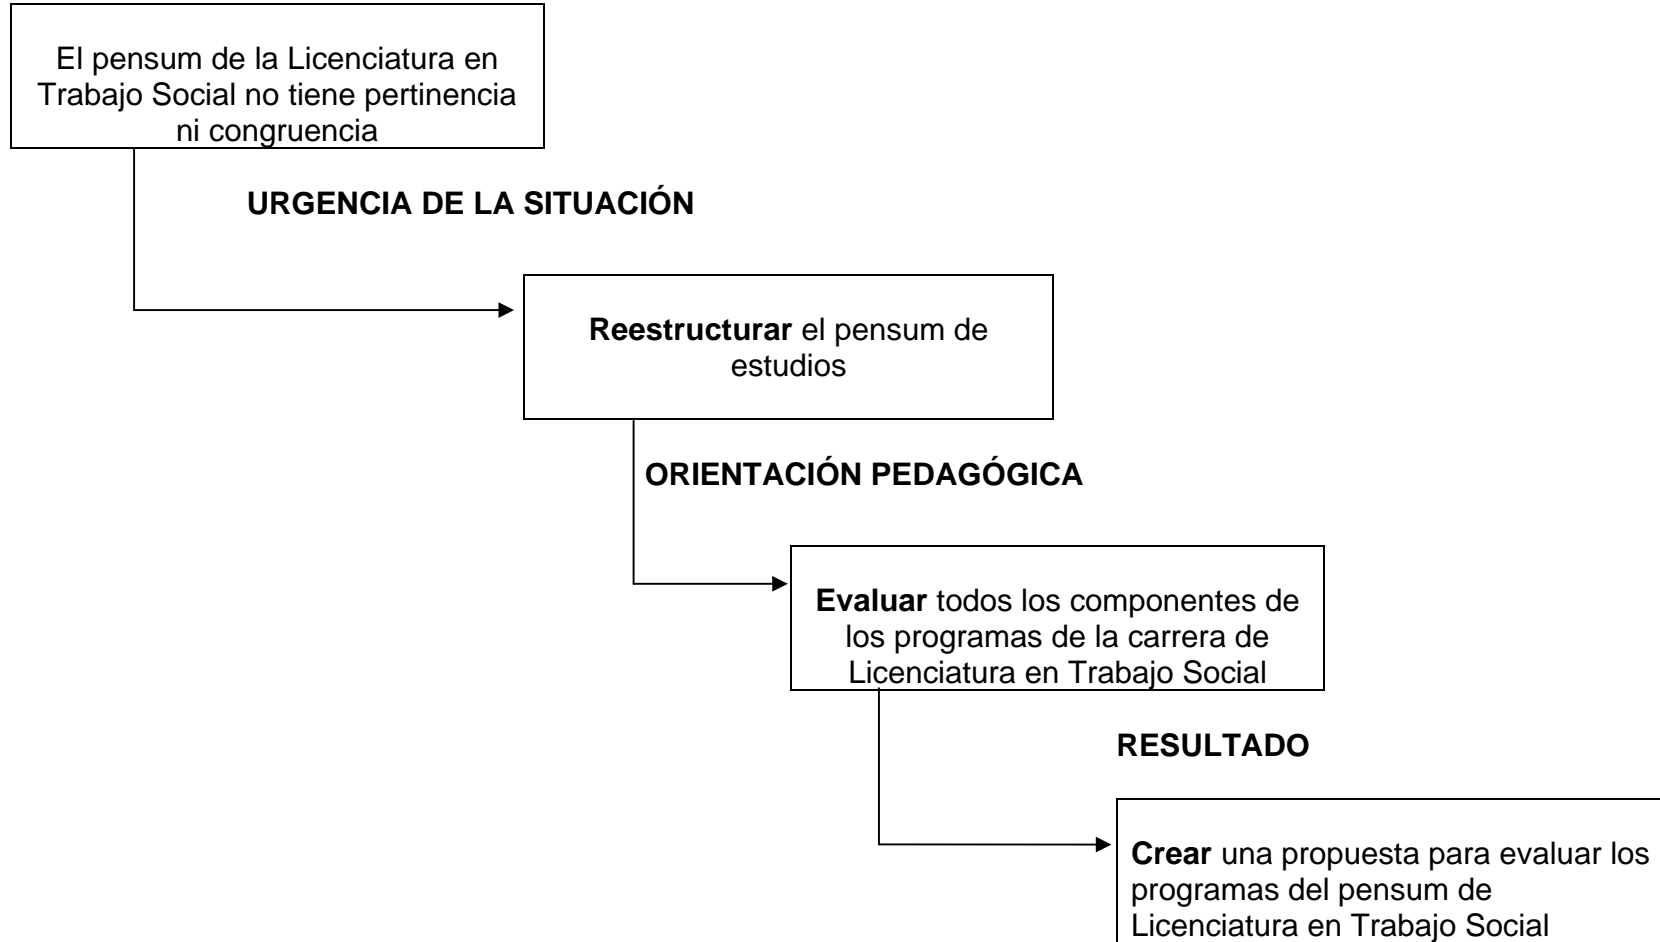 El pensum de la Licenciatura en
Trabajo Social no tiene pertinencia
ni congruencia
URGENCIA DE LA SITUACIÓN
Reestructurar el pensum de
estudios
ORIENTACIÓN PEDAGÓGICA
Evaluar todos los componentes de
los programas de la carrera de
Licenciatura en Trabajo Social
RESULTADO
Crear una propuesta para evaluar los
programas del pensum de
Licenciatura en Trabajo Social